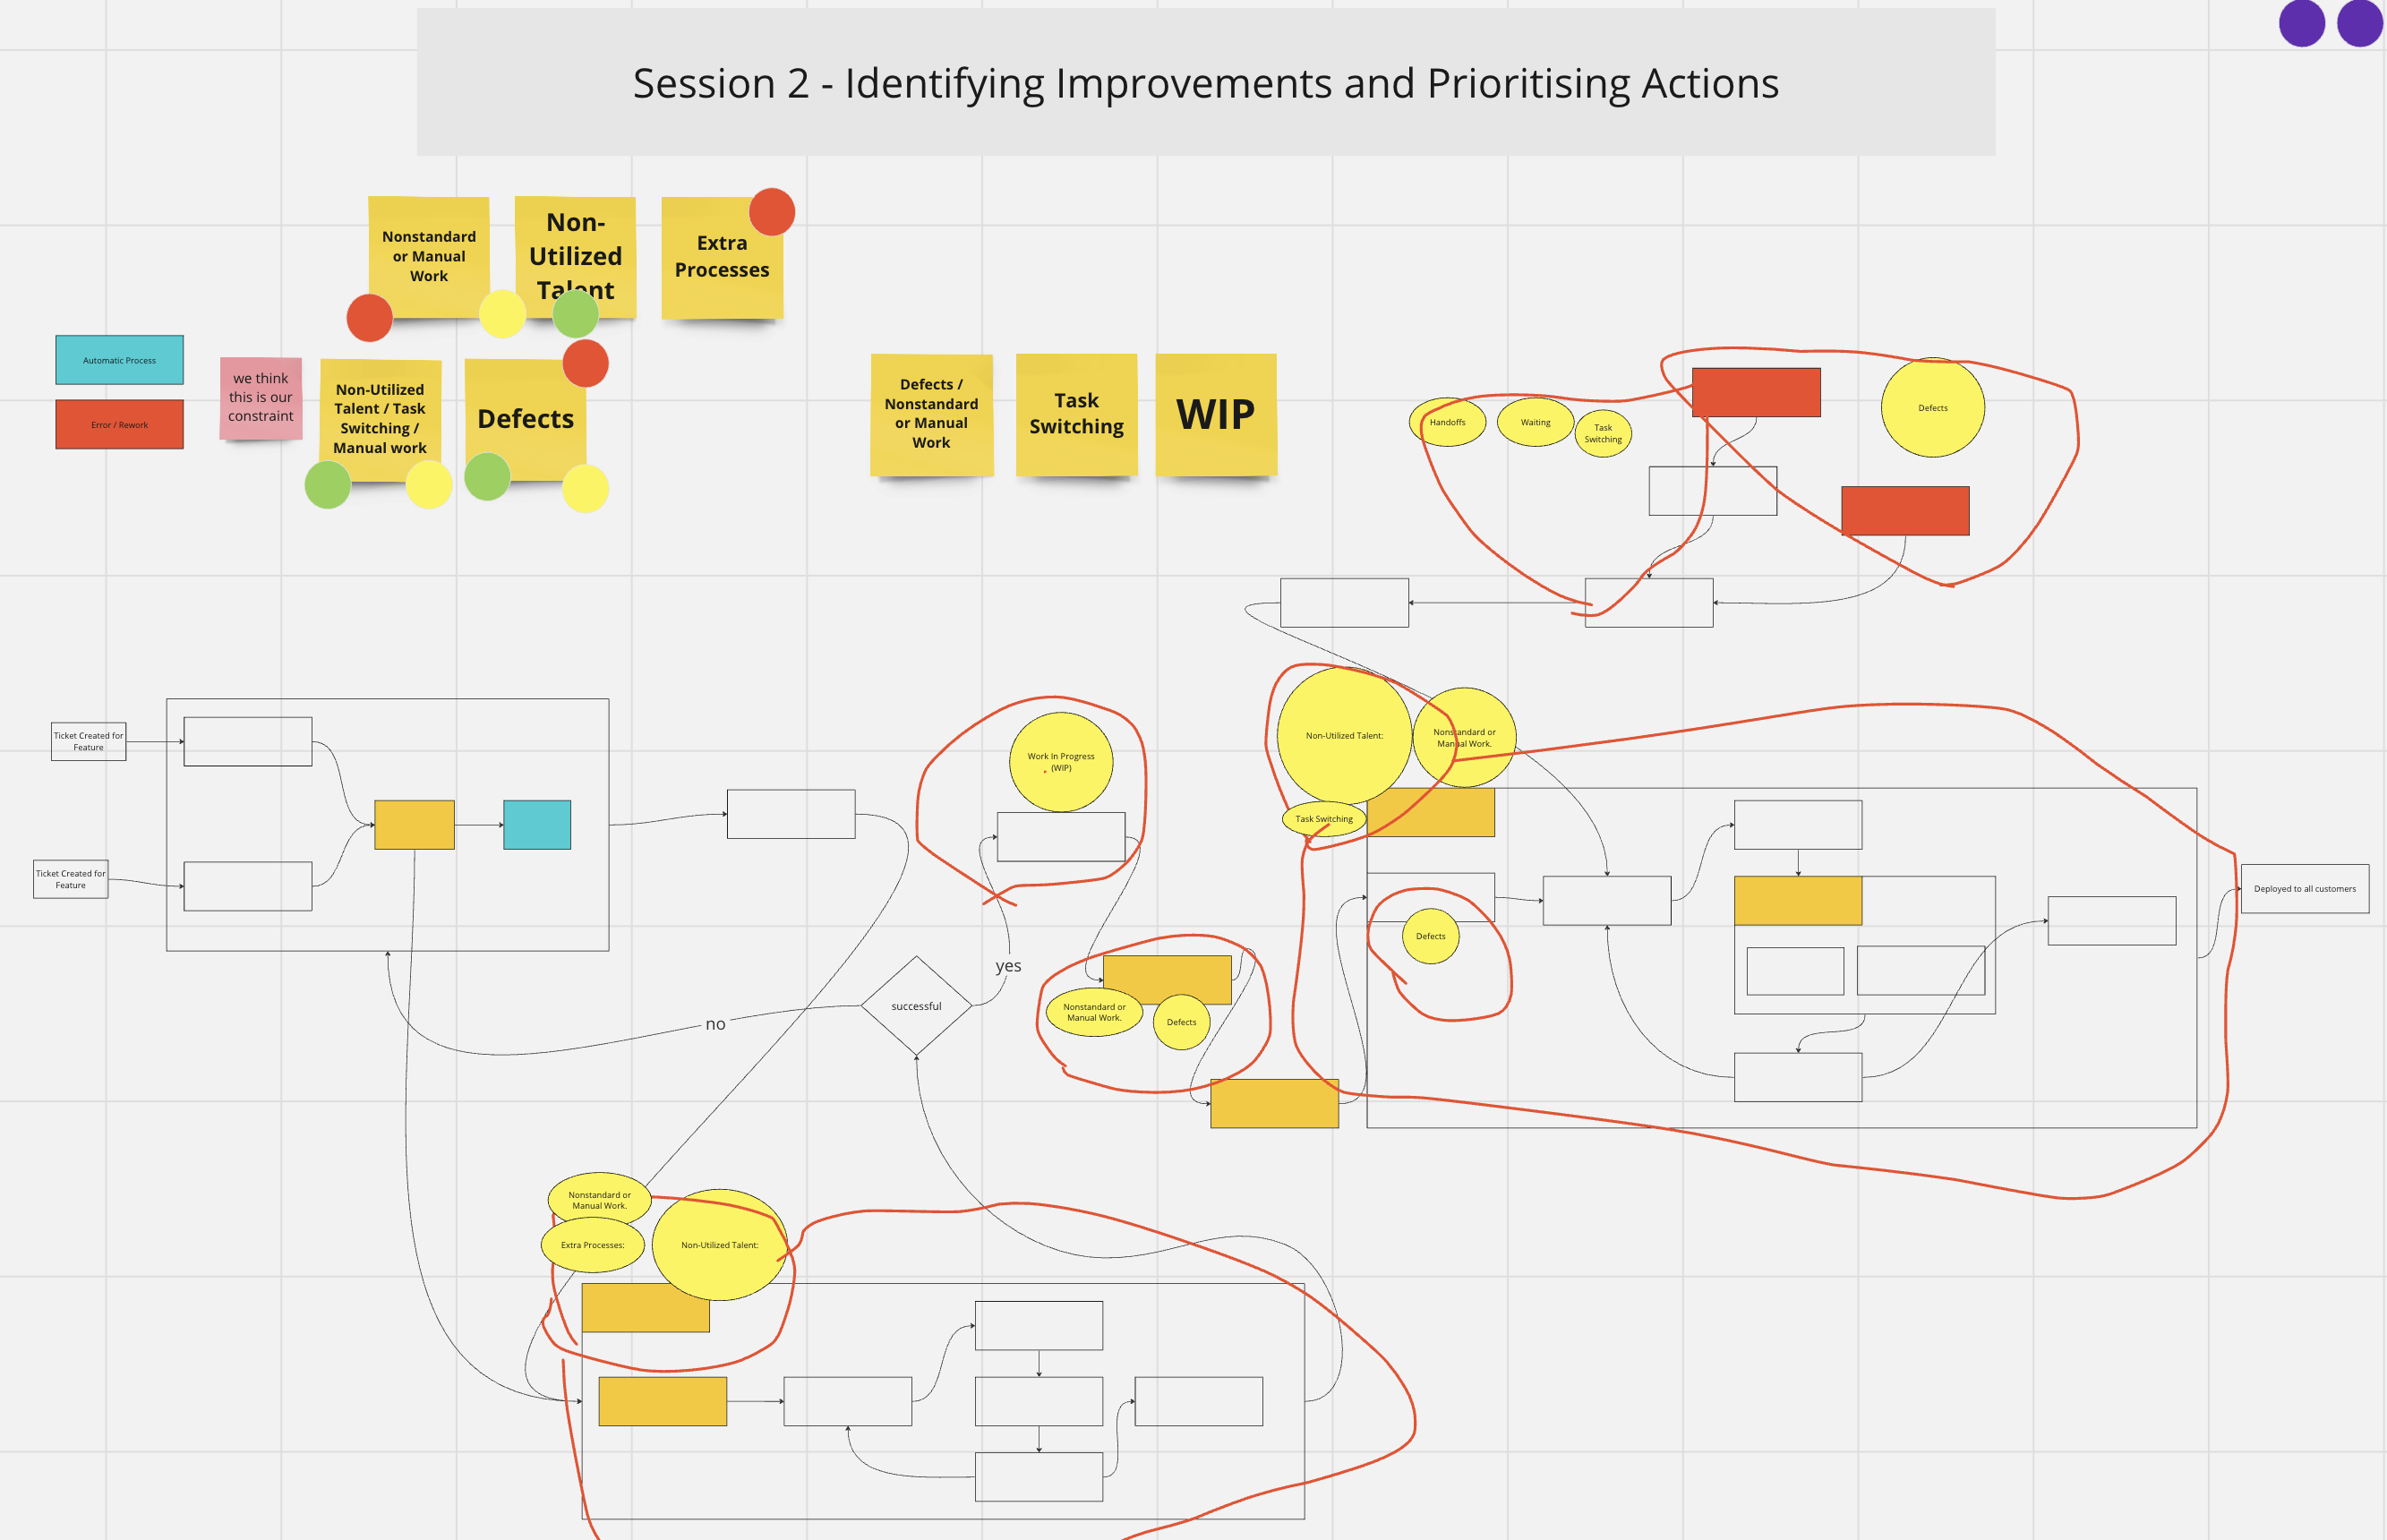 Session 2 - Identifying Improvements and Prioritising Actions
Nonstandard
or Manual
Work
Non-
Utilized
Talent
Extra
Processes
Automatic Process
Error / Rework
we think
this is our
constraint
Non-Utilized
Talent / Task
Switching /
Manual work
Defects
Defects /
Nonstandard
or Manual
Work
Task
Switching
WIP
Handoffs
Waiting
Task
Switching
Defects
Ticket Created for
Feature
Ticket Created for
Feature
Work In Progress
(WIP)
Non-Utilized Talent:
Nonstandard or
Manual Work.
Task Switching
Defects
Deployed to all customers
yes
no
successful
Nonstandard or
Manual Work.
Defects
Nonstandard or
Manual Work.
Extra Processes:
Non-Utilized Talent: